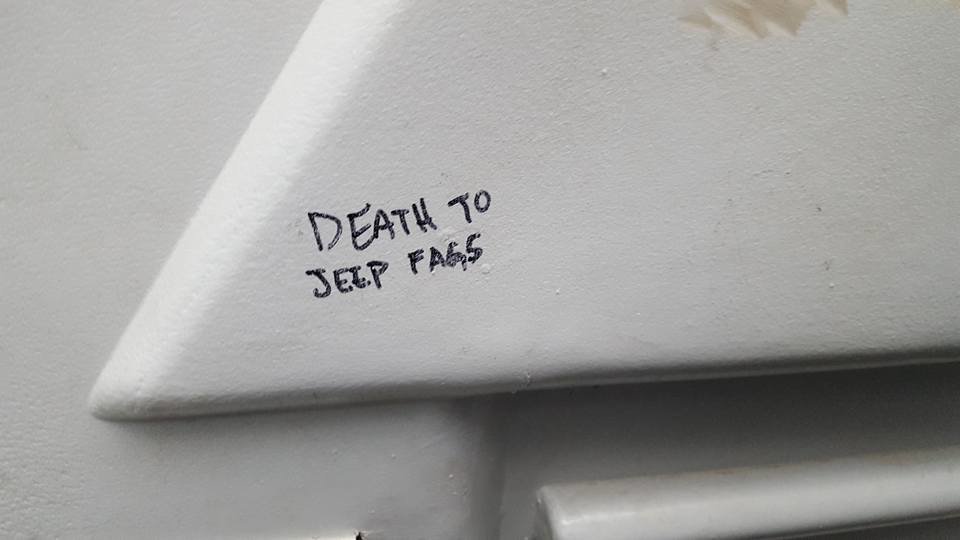 DEATH TO
JEEP FAGS